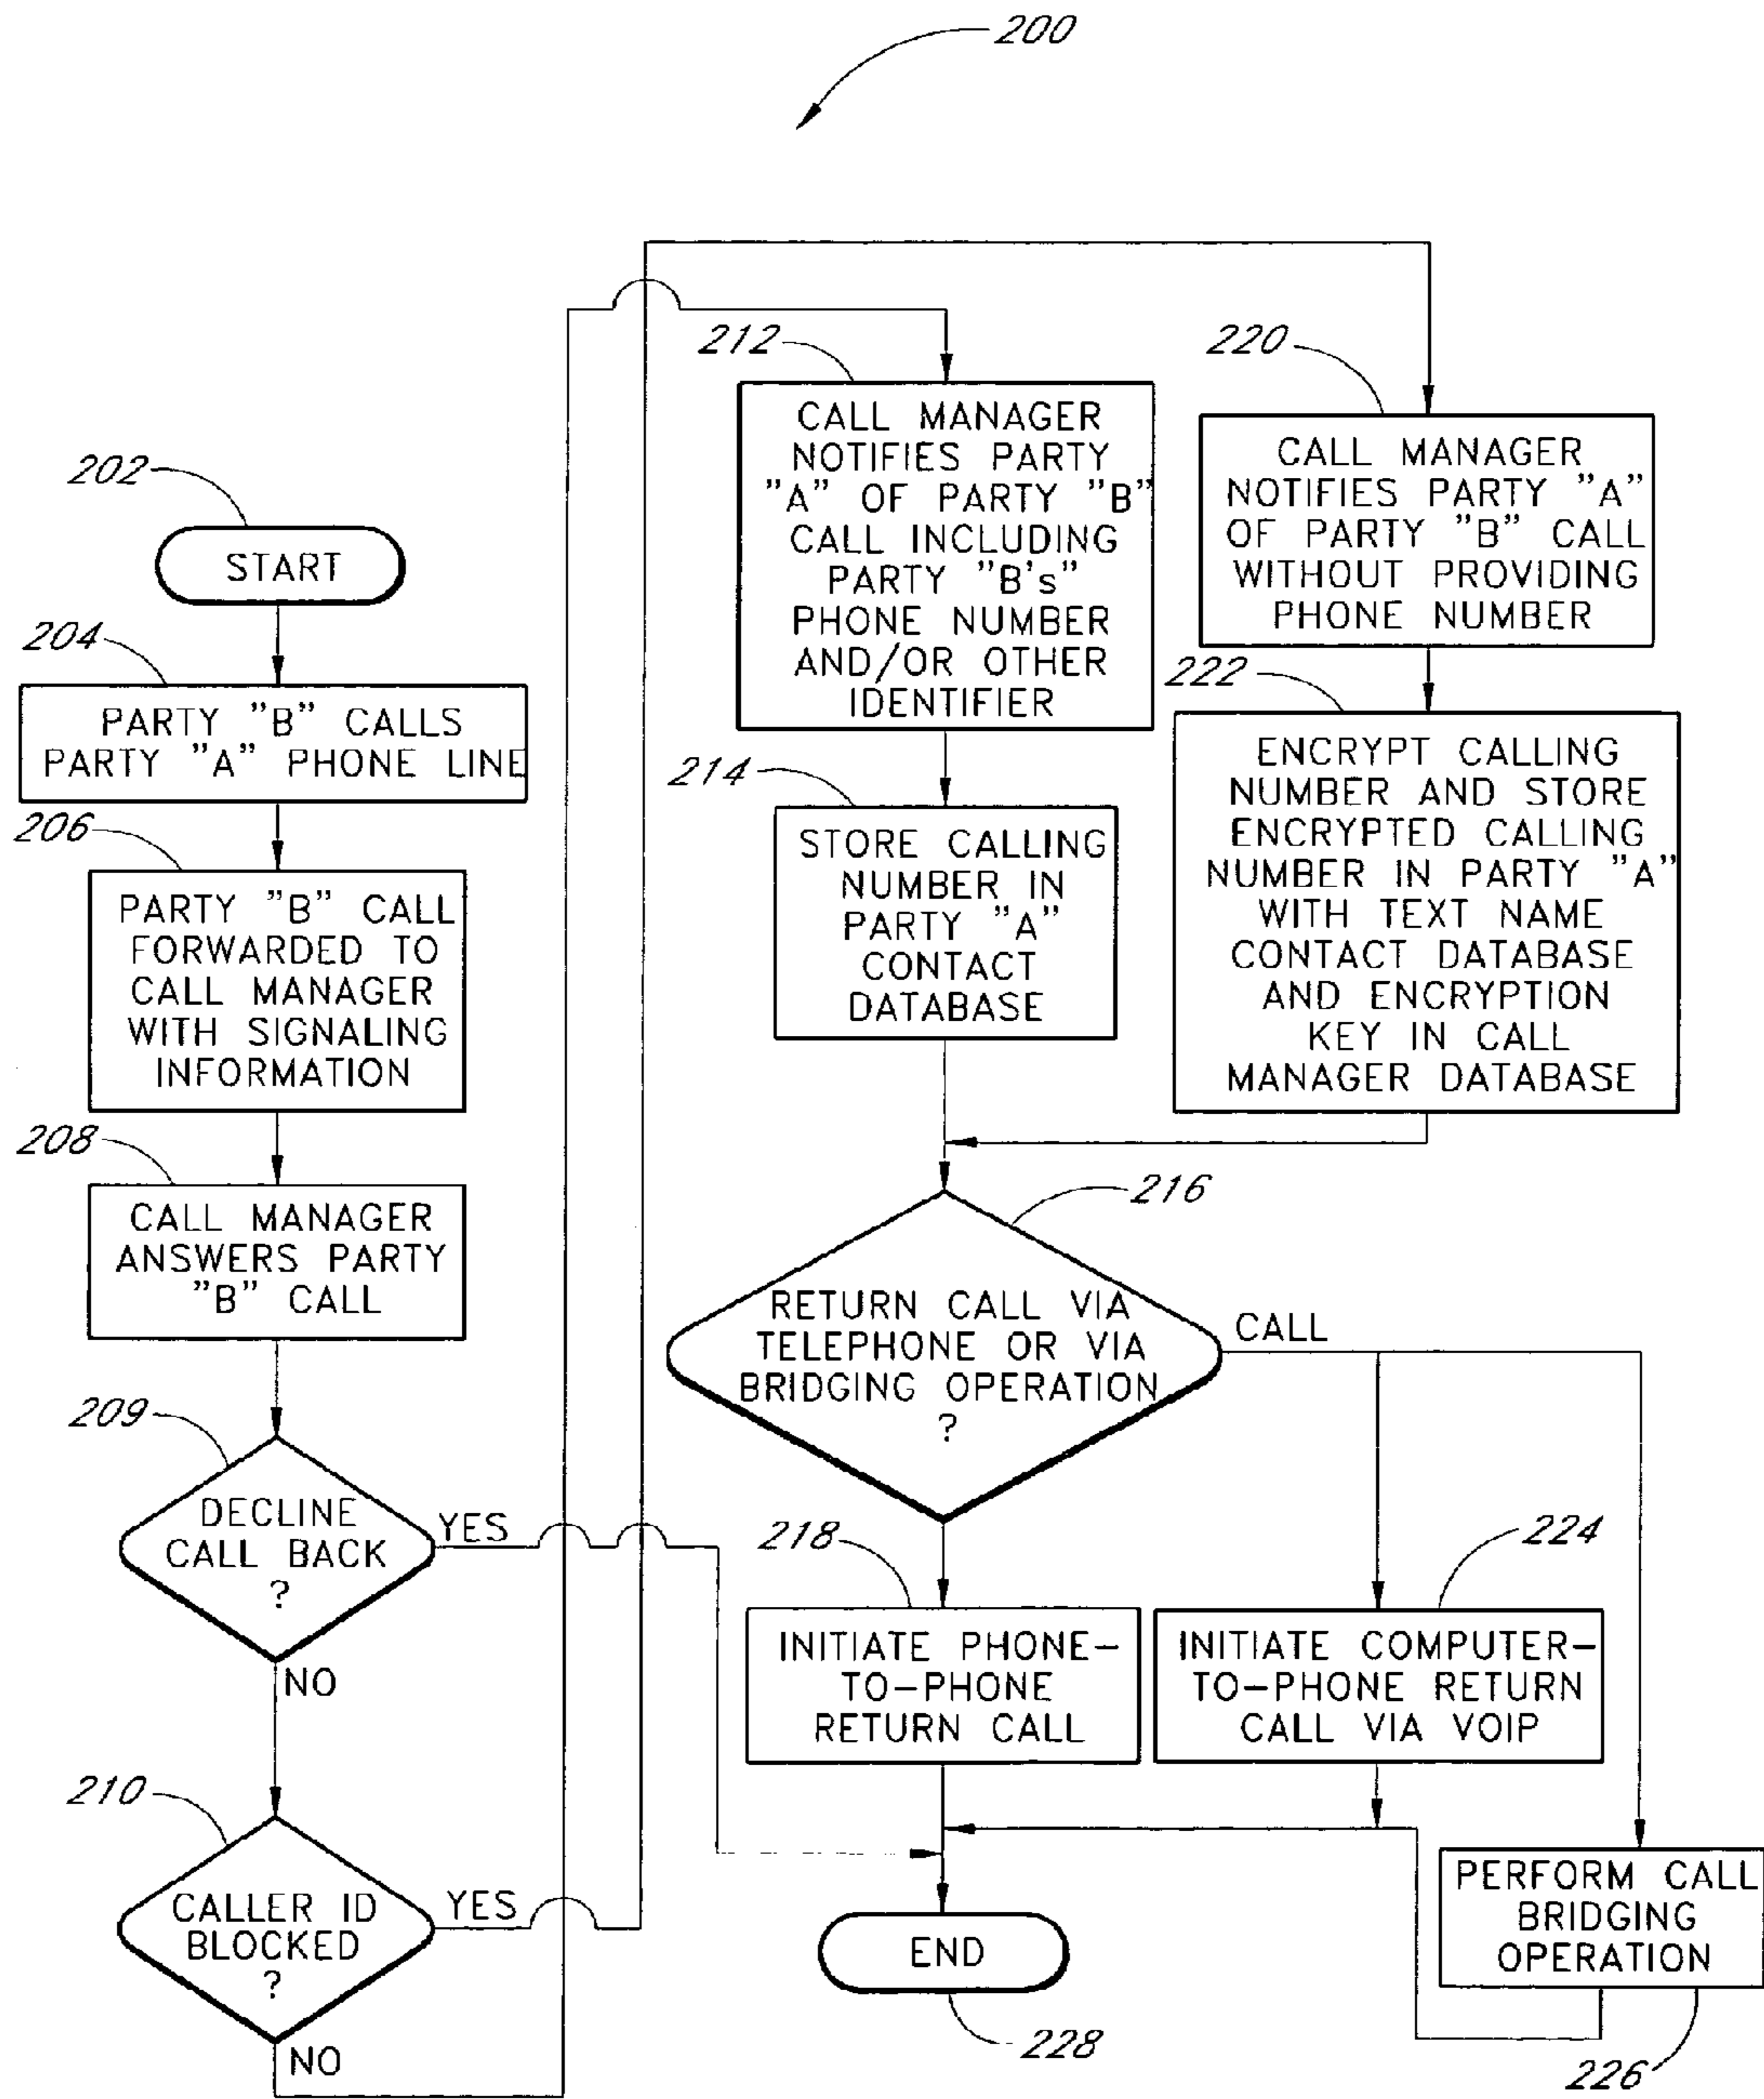 200
202
START
204
PARTY "B" CALLS
PARTY "A" PHONE LINE
206
PARTY "B" CALL
FORWARDED TO
CALL MANAGER
WITH SIGNALING
INFORMATION
208
CALL MANAGER
ANSWERS PARTY
"B" CALL
209
DECLINE
CALL BACK
?
YES
NO
210
CALLER ID
BLOCKED
?
YES
NO
212
CALL MANAGER
NOTIFIES PARTY
"A" OF PARTY "B"
CALL INCLUDING
PARTY "B's"
PHONE NUMBER
AND/OR OTHER
IDENTIFIER
214
STORE CALLING
NUMBER IN
PARTY "A"
CONTACT
DATABASE
220
CALL MANAGER
NOTIFIES PARTY "A"
OF PARTY "B" CALL
WITHOUT PROVIDING
PHONE NUMBER
222
ENCRYPT CALLING
NUMBER AND STORE
ENCRYPTED CALLING
NUMBER IN PARTY "A"
WITH TEXT NAME
CONTACT DATABASE
AND ENCRYPTION
KEY IN CALL
MANAGER DATABASE
216
RETURN CALL VIA
TELEPHONE OR VIA
BRIDGING OPERATION
?
CALL
218
INITIATE PHONE-
TO-PHONE
RETURN CALL
224
INITIATE COMPUTER-
TO-PHONE RETURN
CALL VIA VOIP
PERFORM CALL
BRIDGING
OPERATION
226
END
228